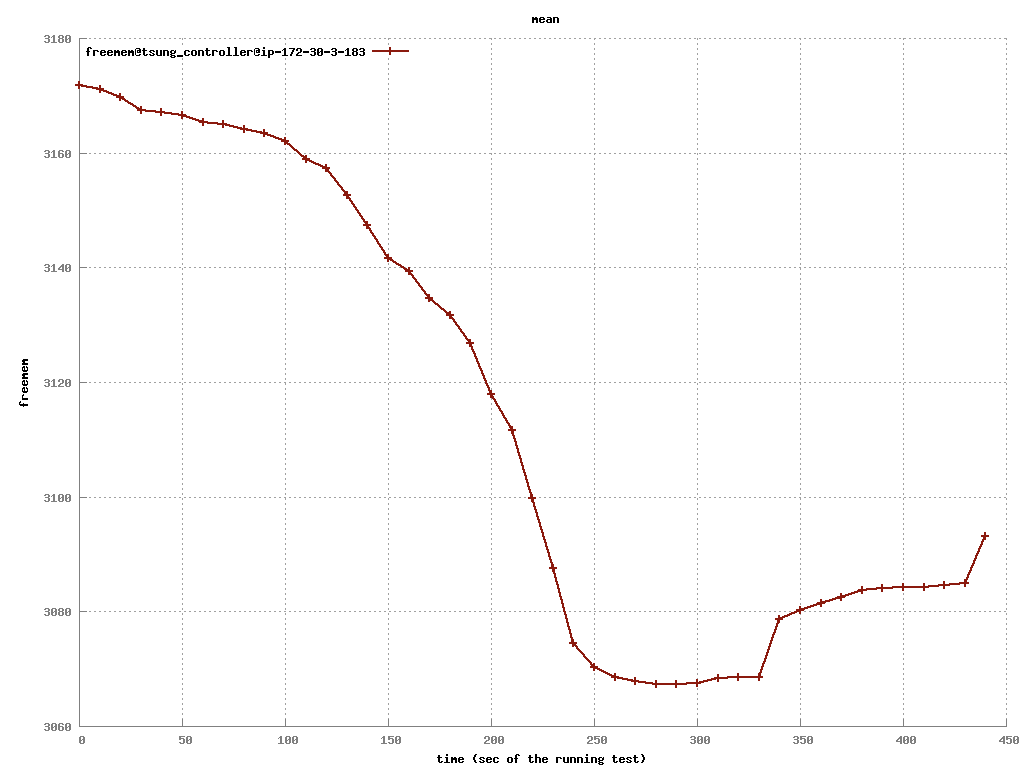 mean
3180
freemem@tsung_controller@ip-172-30-3-183
3160
3140
3120
freemem
3100
3080
3060
0 50 100 150 200 250 300 350 400 450
time (sec of the running test)